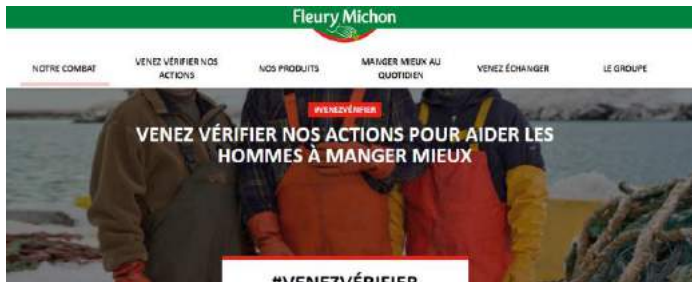 Fleury Michon
NOTRE COMBAT
VENEZ VÉRIFIER NOS
ACTIONS
NOS PRODUITS
MANGER MIEUX AU
QUOTIDIEN
VENEZ ÉCHANGER
LE GROUPE
#VENEZVÉRIFIER
VENEZ VÉRIFIER NOS ACTIONS POUR AIDER LES
HOMMES À MANGER MIEUX
#VENEZVÉRIFIER